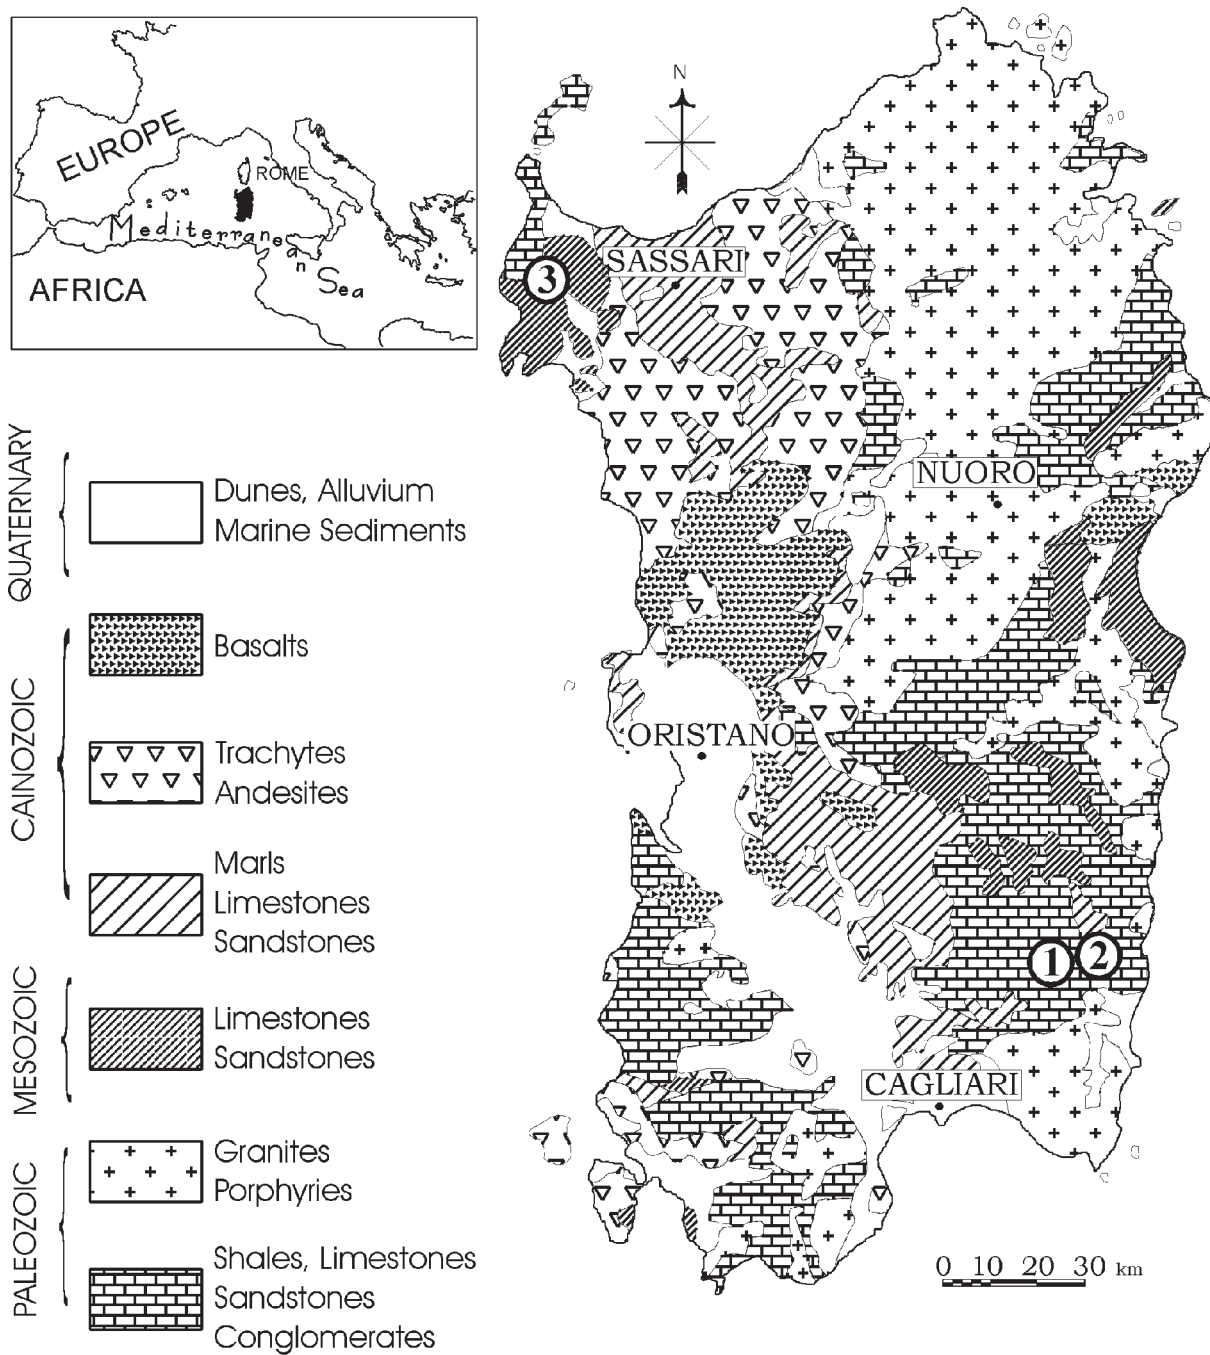 EUROPE
ROME
Mediterranean Sea
AFRICA
N
SASSARI
3
NUORO
ORISTANO
1
2
CAGLIARI
QUATERNARY
Dunes, Alluvium
Marine Sediments
CAINOZOIC
Basalts
Trachytes
Andesites
Marls
Limestones
Sandstones
MESOZOIC
Limestones
Sandstones
PALEOZOIC
Granites
Porphyries
Shales, Limestones
Sandstones
Conglomerates
0 10 20 30 km